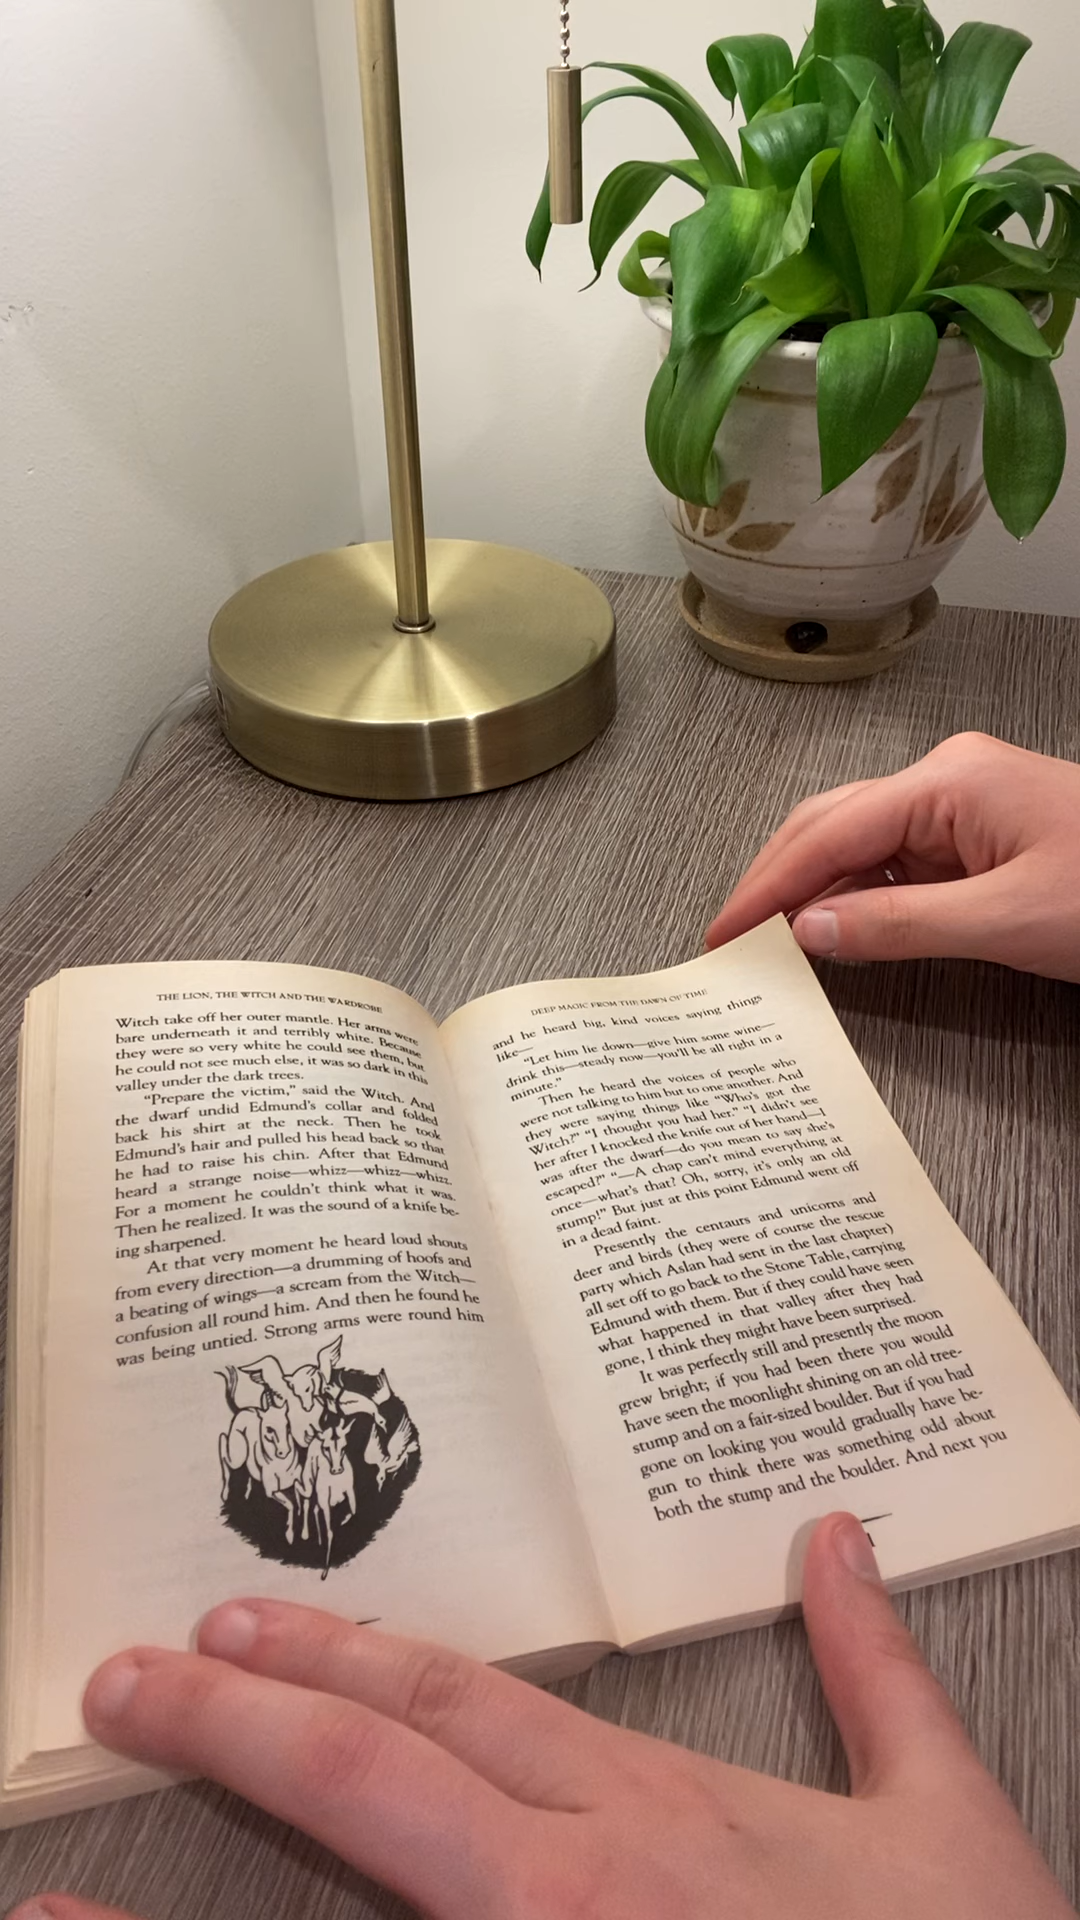 THE LION, THE WITCH AND THE WARDROBE
Witch take off her outer mantle. Her arms were
bare underneath it and terribly white. Because
they were so very white he could see them, but
he could not see much else, it was so dark in this
valley under the dark trees.
“Prepare the victim,” said the Witch. And
the dwarf undid Edmund’s collar and folded
back his shirt at the neck. Then he took
Edmund’s hair and pulled his head back so that
he had to raise his chin. After that Edmund
heard a strange noise—whizz—whizz—whizz.
For a moment he couldn’t think what it was.
Then he realized. It was the sound of a knife be-
ing sharpened.
At that very moment he heard loud shouts
from every direction—a drumming of hoofs and
a beating of wings—a scream from the Witch—
confusion all round him. And then he found he
was being untied. Strong arms were round him
DEEP MAGIC FROM THE DAWN OF TIME
and he heard big, kind voices saying things
like—
“Let him lie down—give him some wine—
drink this—steady now—you’ll be all right in a
minute.”
Then he heard the voices of people who
were not talking to him but to one another. And
they were saying things like “Who’s got the
Witch?” “I thought you had her.” “I didn’t see
her after I knocked the knife out of her hand—I
was after the dwarf—do you mean to say she’s
escaped?” “—A chap can’t mind everything at
once—what’s that? Oh, sorry, it’s only an old
stump!” But just at this point Edmund went off
in a dead faint.
Presently the centaurs and unicorns and
deer and birds (they were of course the rescue
party which Aslan had sent in the last chapter)
all set off to go back to the Stone Table, carrying
Edmund with them. But if they could have seen
what happened in that valley after they had
gone, I think they might have been surprised.
It was perfectly still and presently the moon
grew bright; if you had been there you would
have seen the moonlight shining on an old tree-
stump and on a fair-sized boulder. But if you had
gone on looking you would gradually have be-
gun to think there was something odd about
both the stump and the boulder. And next you